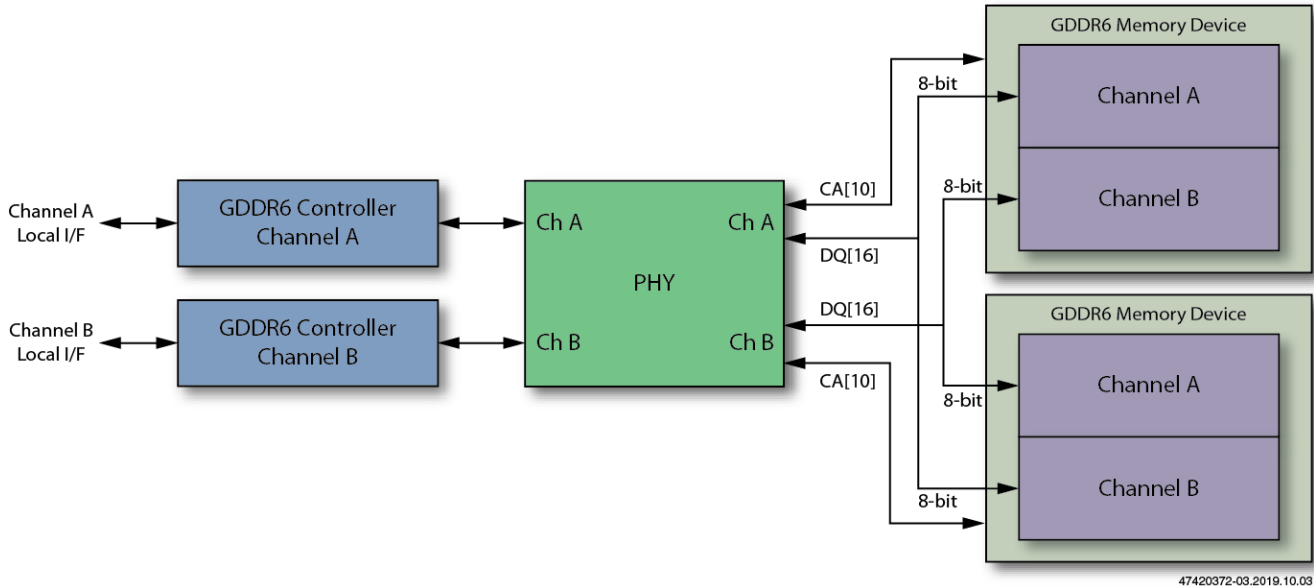 GDDR6 Memory Device
8-bit
Channel A
CA[10]
8-bit
Channel B
Channel A
Local I/F
GDDR6 Controller
Channel A
Ch A
Ch A
DQ[16]
PHY
DQ[16]
Channel B
Local I/F
GDDR6 Controller
Channel B
Ch B
Ch B
CA[10]
GDDR6 Memory Device
Channel A
8-bit
Channel B
8-bit
47420372-03.2019.10.03